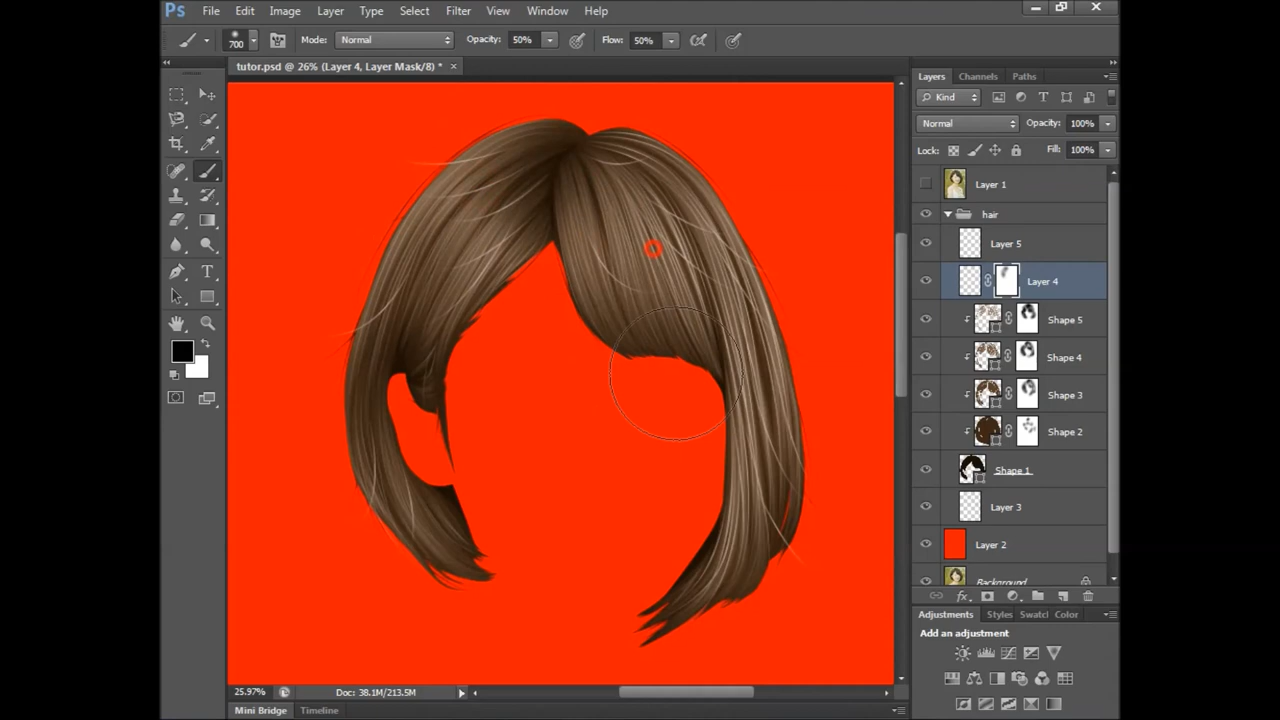 Ps File Edit Image Layer Type Select Filter View Window Help
700 Mode: Normal Opacity: 50% Flow: 50%
tutor.psd @ 26% (Layer 4, Layer Mask/8) * ×
Layers Channels Paths
Kind T
Normal Opacity: 100%
Lock: Fill: 100%
Layer 1
hair
Layer 5
Layer 4
Shape 5
Shape 4
Shape 3
Shape 2
Shape 1
Layer 3
Layer 2
Background
fx
Adjustments Styles Swatcl Color
Add an adjustment
T
25.97% Doc: 38.1M/213.5M
Mini Bridge Timeline